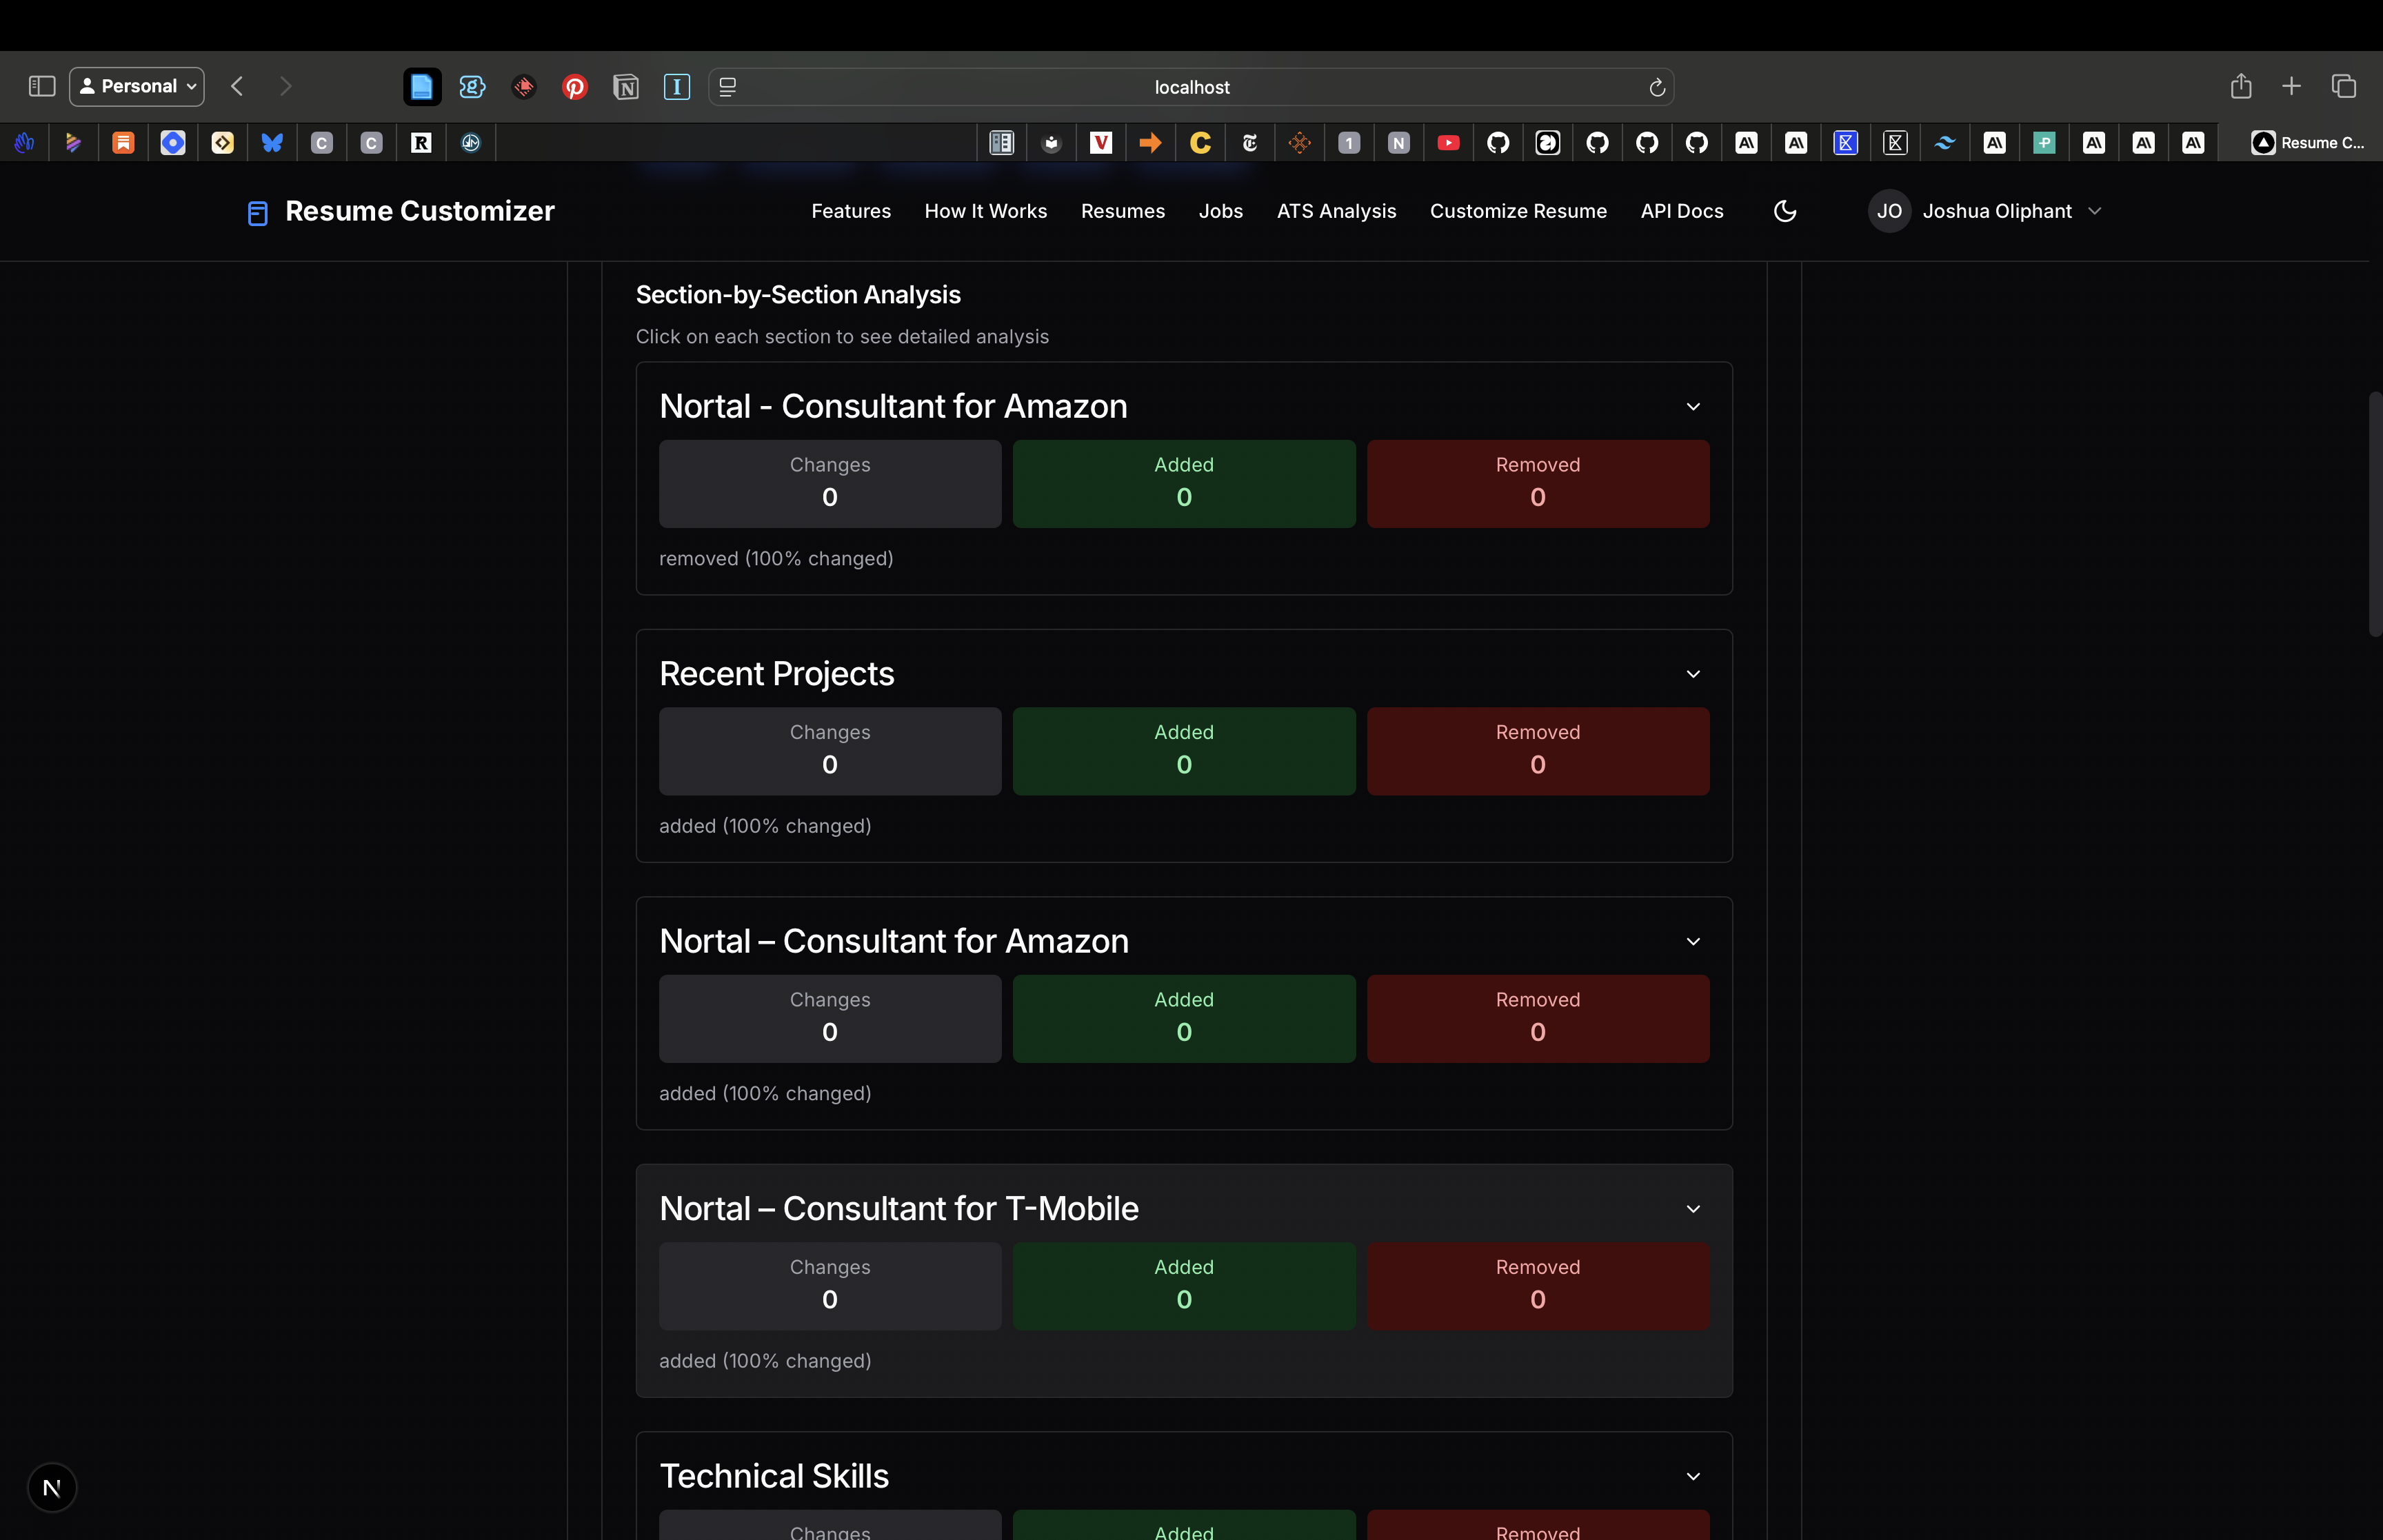 Personal
localhost
Resume C...
Resume Customizer
Features
How It Works
Resumes
Jobs
ATS Analysis
Customize Resume
API Docs
JO
Joshua Oliphant
Section-by-Section Analysis
Click on each section to see detailed analysis
Nortal - Consultant for Amazon
Changes
0
Added
0
Removed
0
removed (100% changed)
Recent Projects
Changes
0
Added
0
Removed
0
added (100% changed)
Nortal – Consultant for Amazon
Changes
0
Added
0
Removed
0
added (100% changed)
Nortal – Consultant for T-Mobile
Changes
0
Added
0
Removed
0
added (100% changed)
Technical Skills
Changes
Added
Removed
N